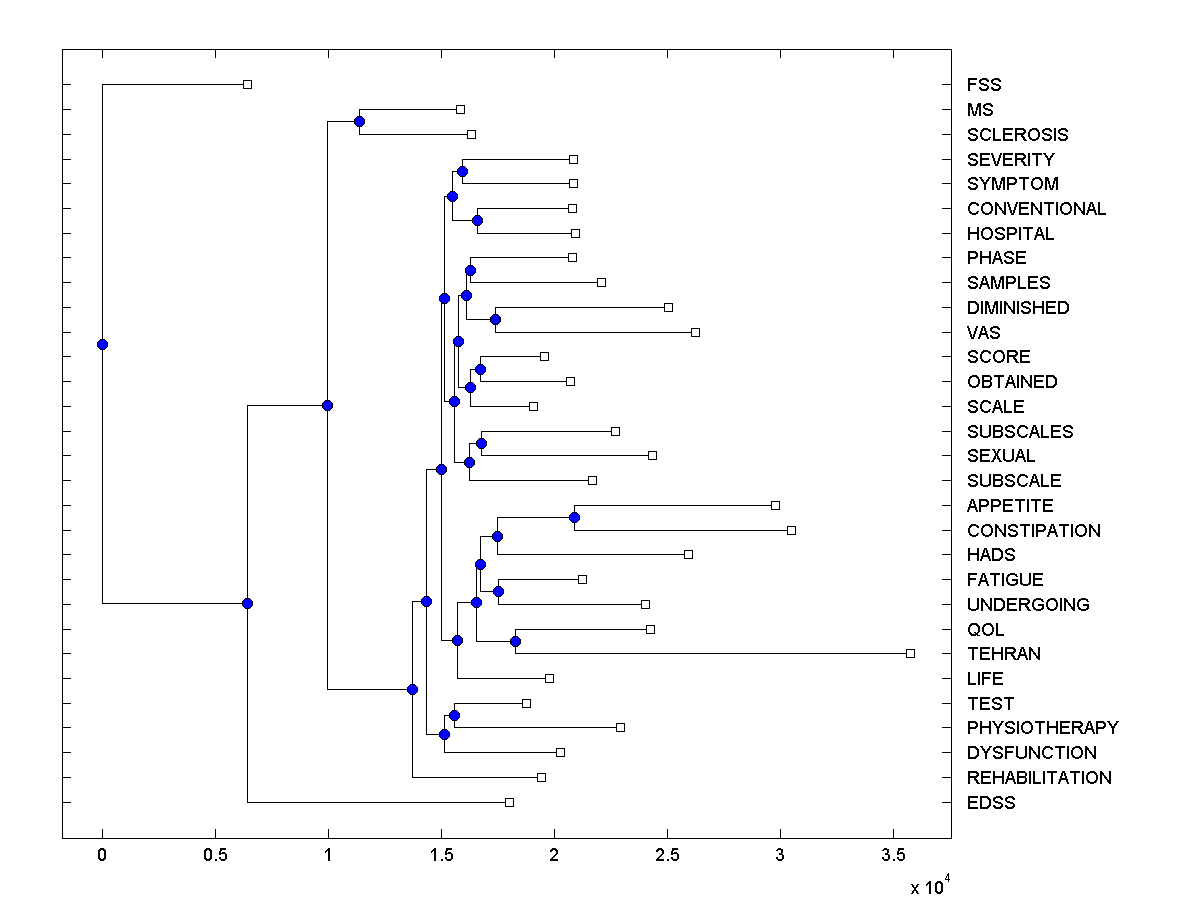 FSS
MS
SCLEROSIS
SEVERITY
SYMPTOM
CONVENTIONAL
HOSPITAL
PHASE
SAMPLES
DIMINISHED
VAS
SCORE
OBTAINED
SCALE
SUBSCALES
SEXUAL
SUBSCALE
APPETITE
CONSTIPATION
HADS
FATIGUE
UNDERGOING
QOL
TEHRAN
LIFE
TEST
PHYSIOTHERAPY
DYSFUNCTION
REHABILITATION
EDSS
0 0.5 1 1.5 2 2.5 3 3.5
x 10^4